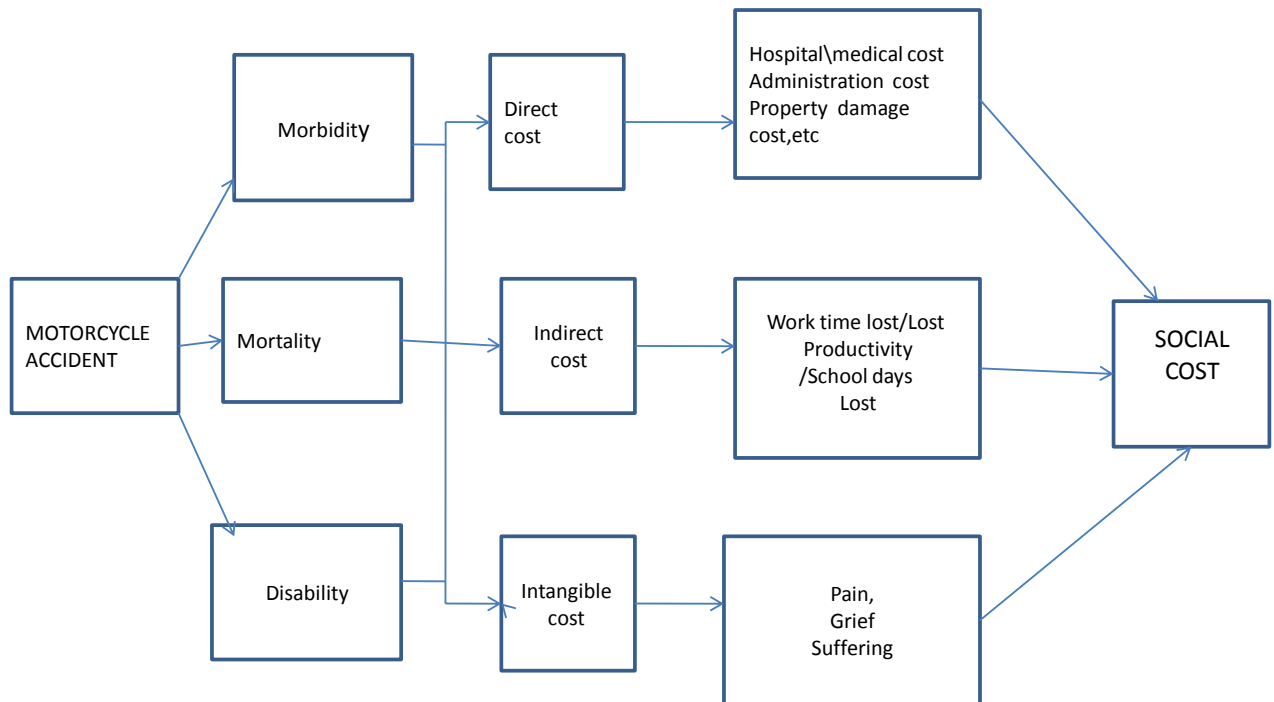 MOTORCYCLE
ACCIDENT
Morbidity
Mortality
Disability
Direct
cost
Indirect
cost
Intangible
cost
Hospital\medical cost
Administration cost
Property damage
cost,etc
Work time lost/Lost
Productivity
/School days
Lost
Pain,
Grief
Suffering
SOCIAL
COST